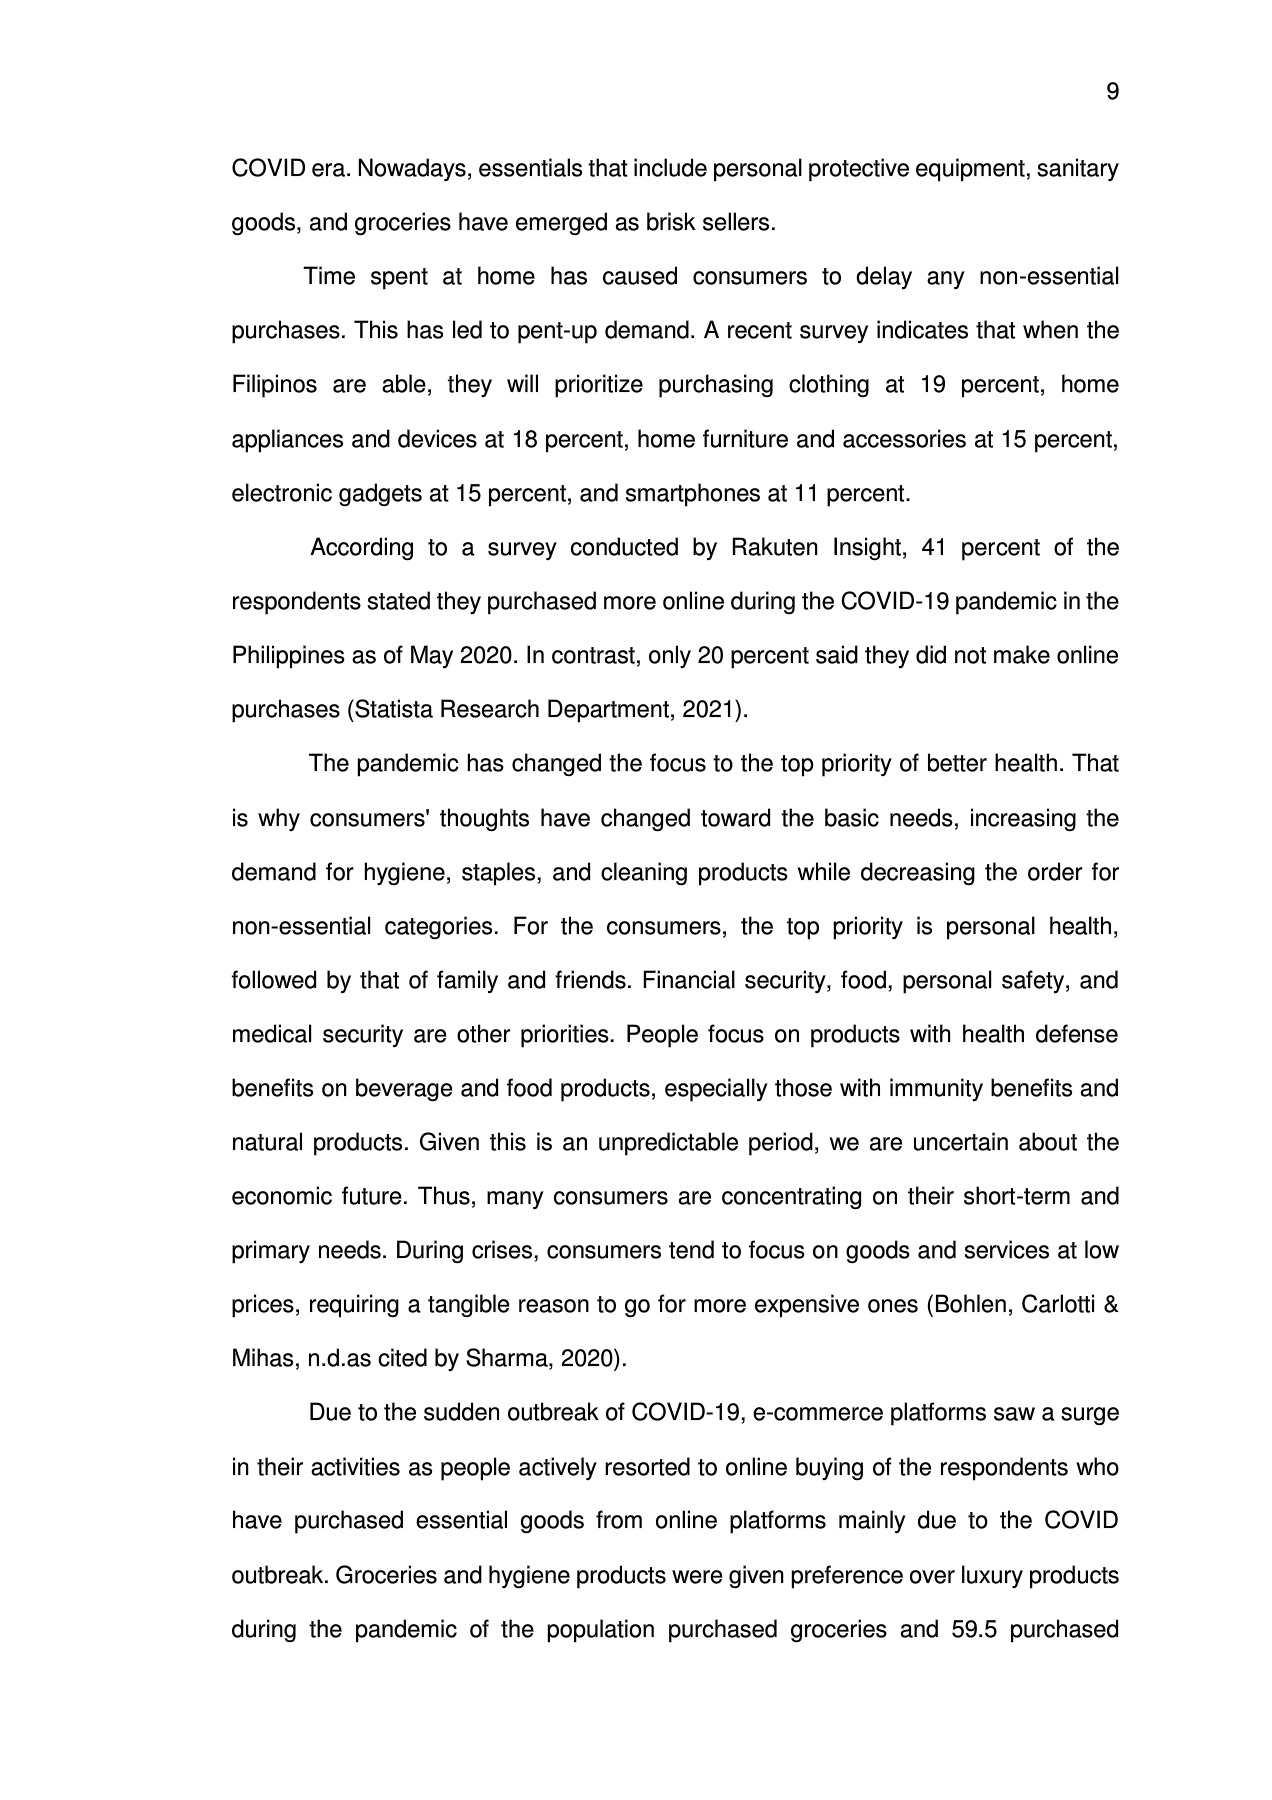 9
COVID era. Nowadays, essentials that include personal protective equipment, sanitary
goods, and groceries have emerged as brisk sellers.
Time spent at home has caused consumers to delay any non-essential
purchases. This has led to pent-up demand. A recent survey indicates that when the
Filipinos are able, they will prioritize purchasing clothing at 19 percent, home
appliances and devices at 18 percent, home furniture and accessories at 15 percent,
electronic gadgets at 15 percent, and smartphones at 11 percent.
According to a survey conducted by Rakuten Insight, 41 percent of the
respondents stated they purchased more online during the COVID-19 pandemic in the
Philippines as of May 2020. In contrast, only 20 percent said they did not make online
purchases (Statista Research Department, 2021).
The pandemic has changed the focus to the top priority of better health. That
is why consumers' thoughts have changed toward the basic needs, increasing the
demand for hygiene, staples, and cleaning products while decreasing the order for
non-essential categories. For the consumers, the top priority is personal health,
followed by that of family and friends. Financial security, food, personal safety, and
medical security are other priorities. People focus on products with health defense
benefits on beverage and food products, especially those with immunity benefits and
natural products. Given this is an unpredictable period, we are uncertain about the
economic future. Thus, many consumers are concentrating on their short-term and
primary needs. During crises, consumers tend to focus on goods and services at low
prices, requiring a tangible reason to go for more expensive ones (Bohlen, Carlotti &
Mihas, n.d.as cited by Sharma, 2020).
Due to the sudden outbreak of COVID-19, e-commerce platforms saw a surge
in their activities as people actively resorted to online buying of the respondents who
have purchased essential goods from online platforms mainly due to the COVID
outbreak. Groceries and hygiene products were given preference over luxury products
during the pandemic of the population purchased groceries and 59.5 purchased